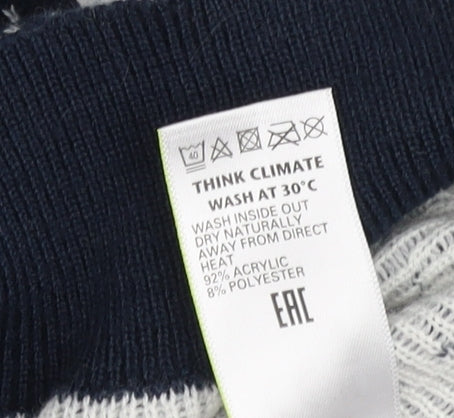 40
THINK CLIMATE
WASH AT 30°C
WASH INSIDE OUT
DRY NATURALLY
AWAY FROM DIRECT
HEAT
92% ACRYLIC
8% POLYESTER
EAC